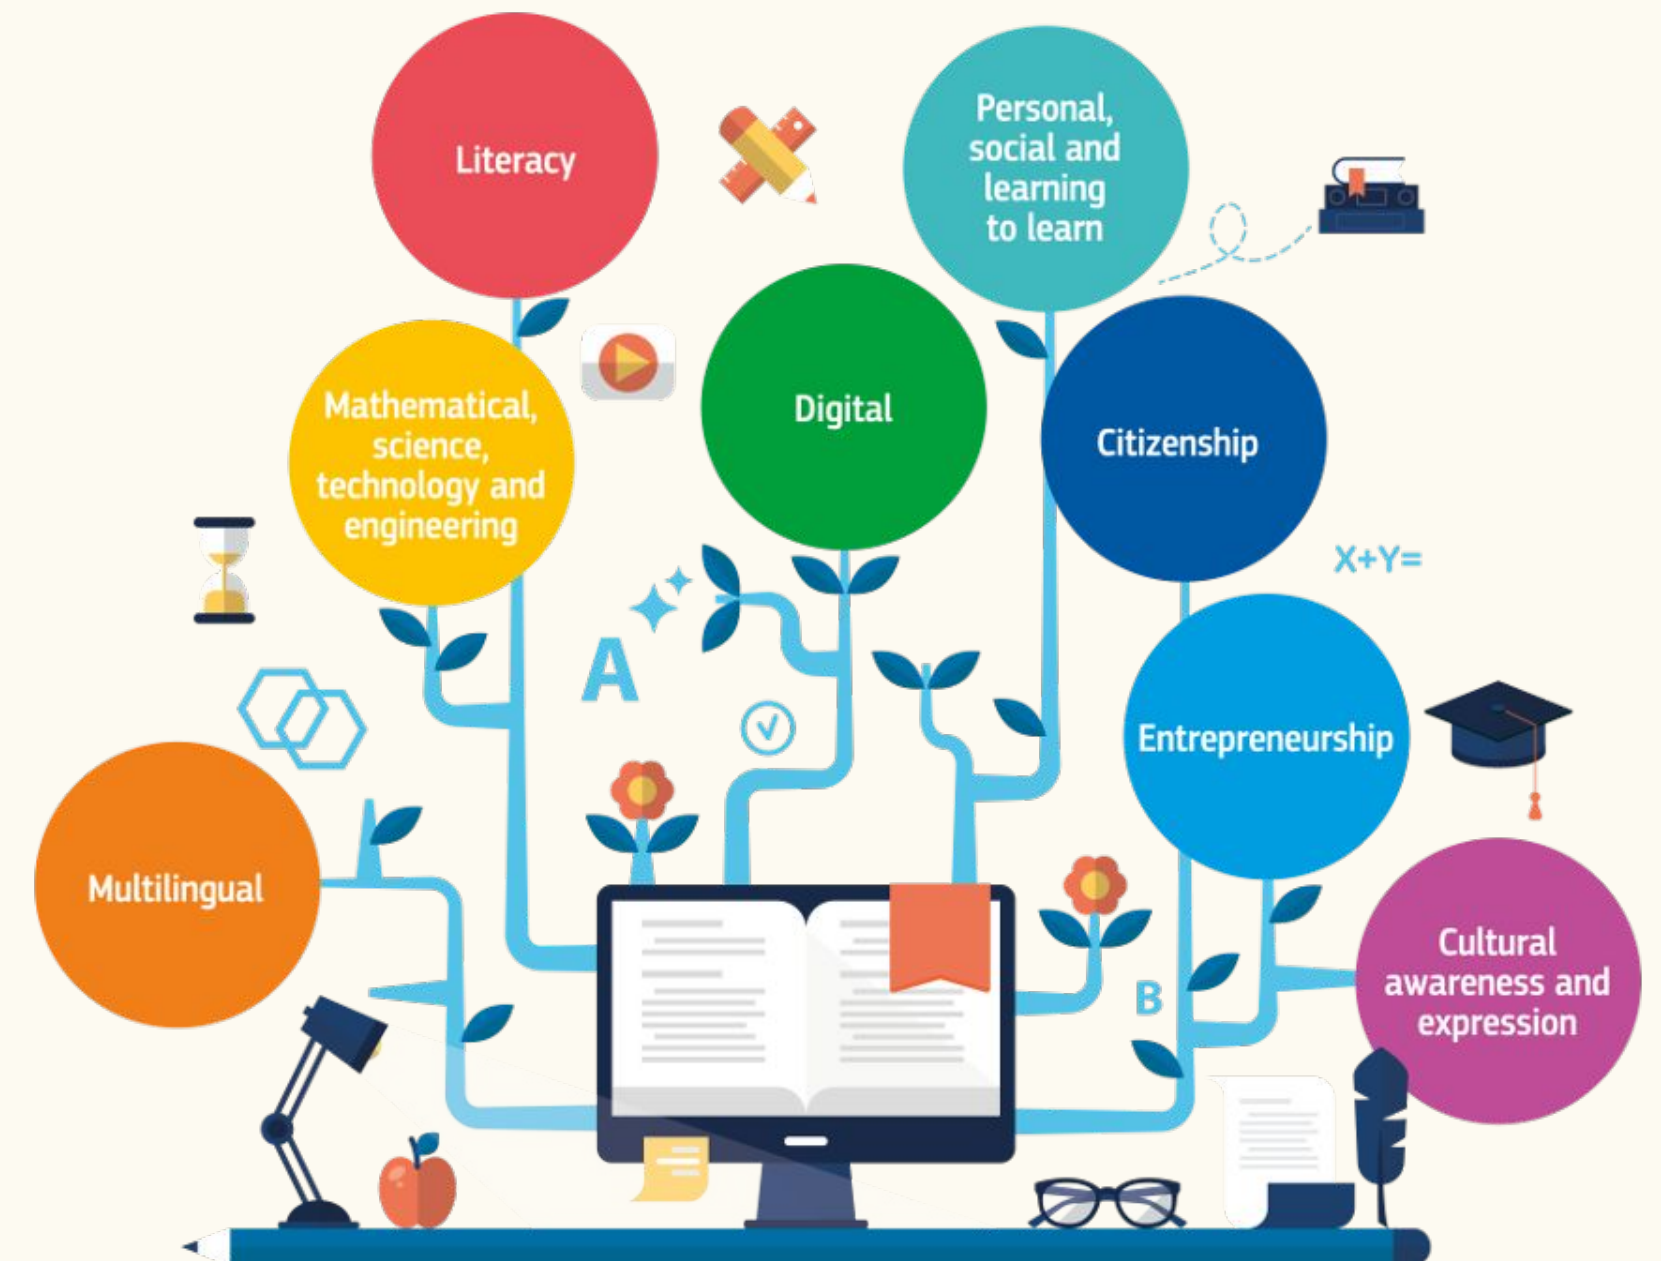 Literacy
Personal,
social and
learning
to learn
Mathematical,
science,
technology and
engineering
Digital
Citizenship
X+Y=
A
Entrepreneurship
Multilingual
B
Cultural
awareness and
expression